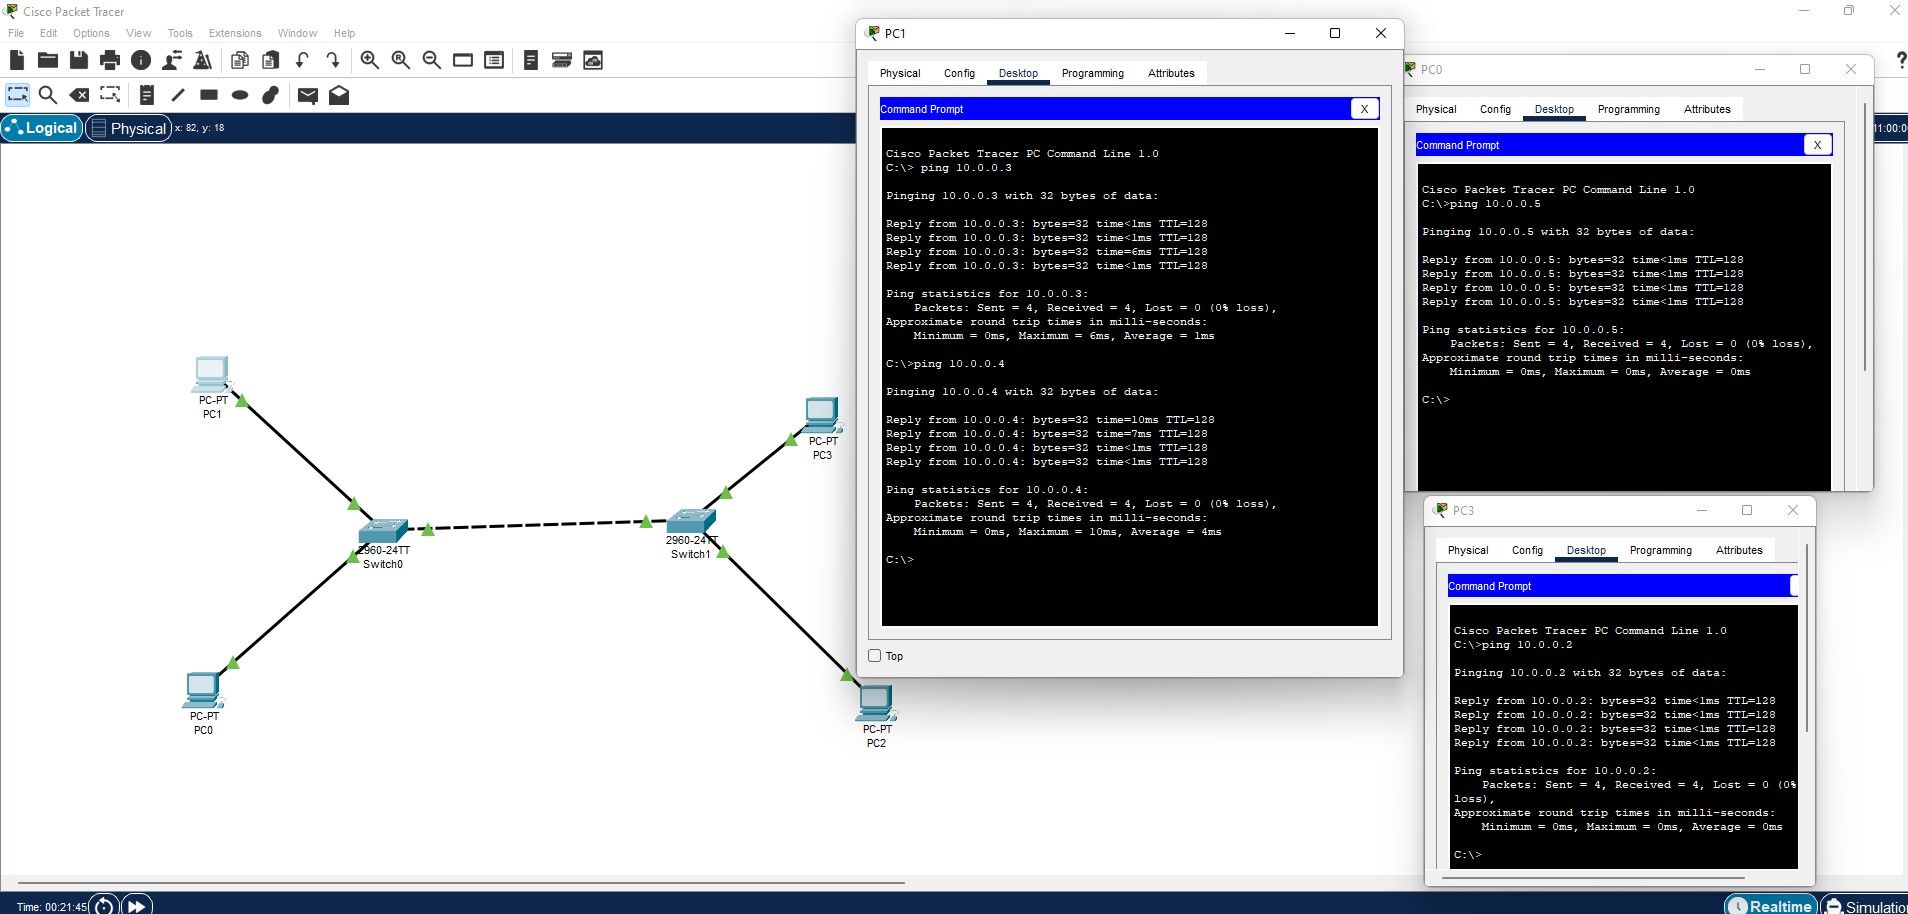 Cisco Packet Tracer
File Edit Options View Tools Extensions Window Help
Logical Physical x: 82, y: 18
PC-PT
PC1
PC-PT
PC3
2960-24TT
Switch0
2960-24TT
Switch1
PC-PT
PC0
PC-PT
PC2
Time: 00:21:45
Realtime Simulation
PC1
Physical Config Desktop Programming Attributes
Command Prompt X
Cisco Packet Tracer PC Command Line 1.0
C:\> ping 10.0.0.3
Pinging 10.0.0.3 with 32 bytes of data:
Reply from 10.0.0.3: bytes=32 time<1ms TTL=128
Reply from 10.0.0.3: bytes=32 time<1ms TTL=128
Reply from 10.0.0.3: bytes=32 time=6ms TTL=128
Reply from 10.0.0.3: bytes=32 time<1ms TTL=128
Ping statistics for 10.0.0.3:
Packets: Sent = 4, Received = 4, Lost = 0 (0% loss),
Approximate round trip times in milli-seconds:
Minimum = 0ms, Maximum = 6ms, Average = 1ms
C:\>ping 10.0.0.4
Pinging 10.0.0.4 with 32 bytes of data:
Reply from 10.0.0.4: bytes=32 time=10ms TTL=128
Reply from 10.0.0.4: bytes=32 time=7ms TTL=128
Reply from 10.0.0.4: bytes=32 time<1ms TTL=128
Reply from 10.0.0.4: bytes=32 time<1ms TTL=128
Ping statistics for 10.0.0.4:
Packets: Sent = 4, Received = 4, Lost = 0 (0% loss),
Approximate round trip times in milli-seconds:
Minimum = 0ms, Maximum = 10ms, Average = 4ms
C:\>
Top
PC0
Physical Config Desktop Programming Attributes
11:00:0
Command Prompt X
Cisco Packet Tracer PC Command Line 1.0
C:\>ping 10.0.0.5
Pinging 10.0.0.5 with 32 bytes of data:
Reply from 10.0.0.5: bytes=32 time<1ms TTL=128
Reply from 10.0.0.5: bytes=32 time<1ms TTL=128
Reply from 10.0.0.5: bytes=32 time<1ms TTL=128
Reply from 10.0.0.5: bytes=32 time<1ms TTL=128
Ping statistics for 10.0.0.5:
Packets: Sent = 4, Received = 4, Lost = 0 (0% loss),
Approximate round trip times in milli-seconds:
Minimum = 0ms, Maximum = 0ms, Average = 0ms
C:\>
PC3
Physical Config Desktop Programming Attributes
Command Prompt
Cisco Packet Tracer PC Command Line 1.0
C:\>ping 10.0.0.2
Pinging 10.0.0.2 with 32 bytes of data:
Reply from 10.0.0.2: bytes=32 time<1ms TTL=128
Reply from 10.0.0.2: bytes=32 time<1ms TTL=128
Reply from 10.0.0.2: bytes=32 time<1ms TTL=128
Reply from 10.0.0.2: bytes=32 time<1ms TTL=128
Ping statistics for 10.0.0.2:
Packets: Sent = 4, Received = 4, Lost = 0 (0%
loss),
Approximate round trip times in milli-seconds:
Minimum = 0ms, Maximum = 0ms, Average = 0ms
C:\>